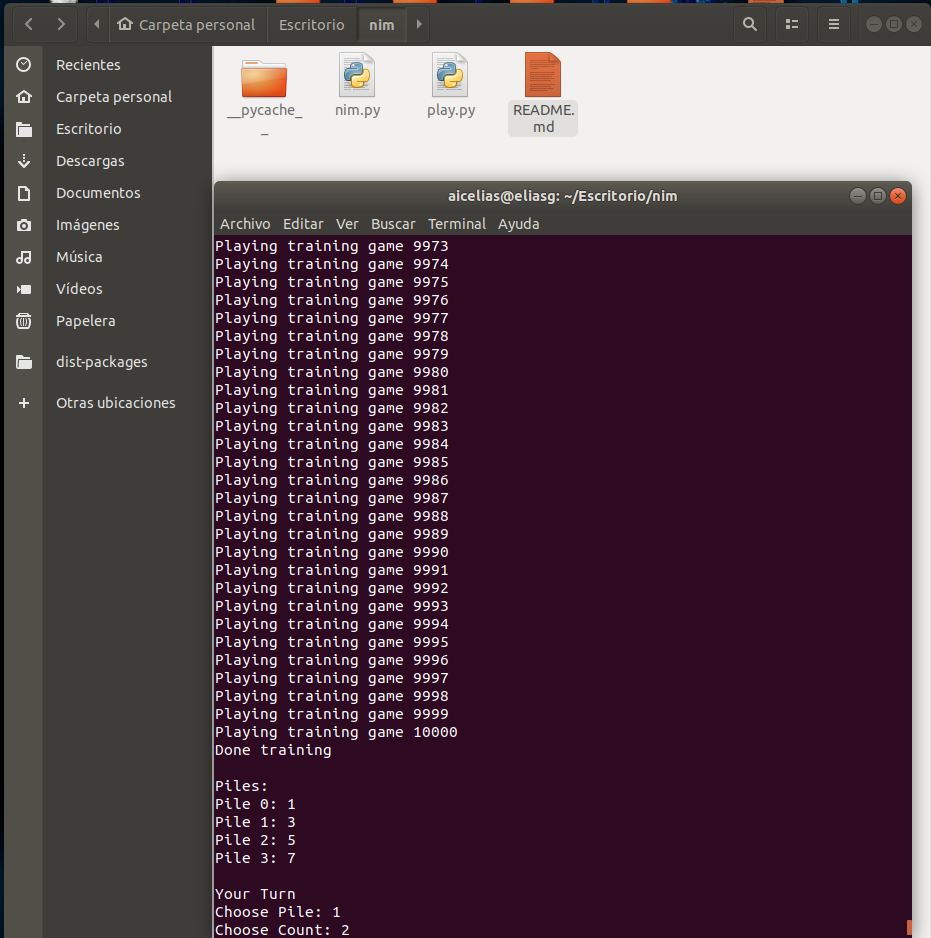 Carpeta personal
Escritorio
nim
Recientes
Carpeta personal
Escritorio
Descargas
Documentos
Imágenes
Música
Vídeos
Papelera
dist-packages
Otras ubicaciones
__pycache_
_
nim.py
play.py
README.
md
aicelias@eliasg: ~/Escritorio/nim
Archivo Editar Ver Buscar Terminal Ayuda
Playing training game 9973
Playing training game 9974
Playing training game 9975
Playing training game 9976
Playing training game 9977
Playing training game 9978
Playing training game 9979
Playing training game 9980
Playing training game 9981
Playing training game 9982
Playing training game 9983
Playing training game 9984
Playing training game 9985
Playing training game 9986
Playing training game 9987
Playing training game 9988
Playing training game 9989
Playing training game 9990
Playing training game 9991
Playing training game 9992
Playing training game 9993
Playing training game 9994
Playing training game 9995
Playing training game 9996
Playing training game 9997
Playing training game 9998
Playing training game 9999
Playing training game 10000
Done training
Piles:
Pile 0: 1
Pile 1: 3
Pile 2: 5
Pile 3: 7
Your Turn
Choose Pile: 1
Choose Count: 2